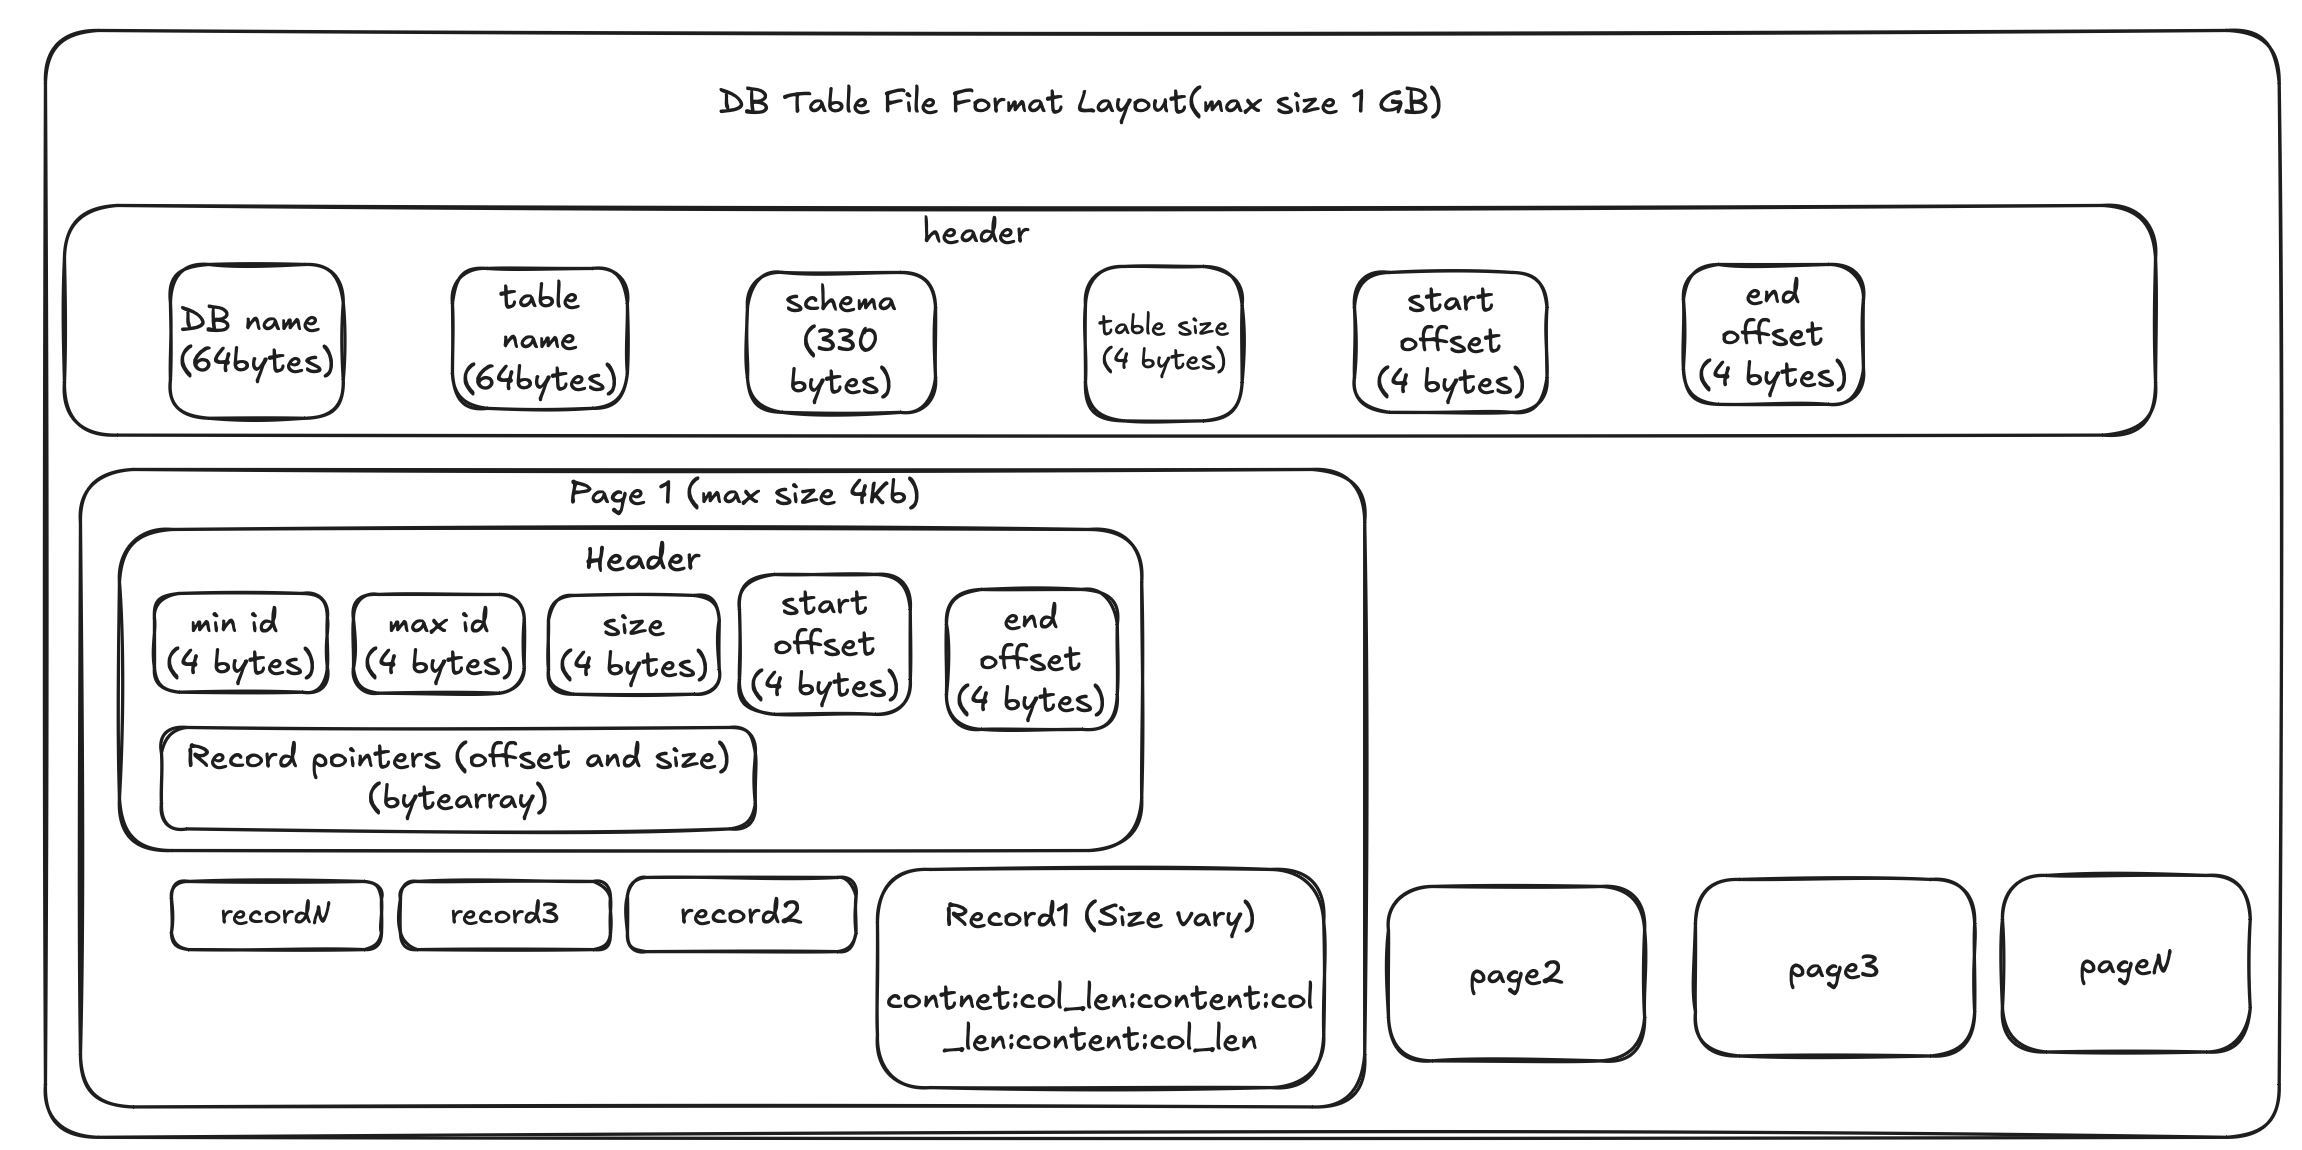 DB Table File Format Layout(max size 1 GB)
header
DB name
(64bytes)
table
name
(64bytes)
schema
(330
bytes)
table size
(4 bytes)
start
offset
(4 bytes)
end
offset
(4 bytes)
Page 1 (max size 4Kb)
Header
min id
(4 bytes)
max id
(4 bytes)
size
(4 bytes)
start
offset
(4 bytes)
end
offset
(4 bytes)
Record pointers (offset and size)
(bytearray)
recordN
record3
record2
Record1 (Size vary)
contnet:col_len:content:col
_len:content:col_len
page2
page3
pageN